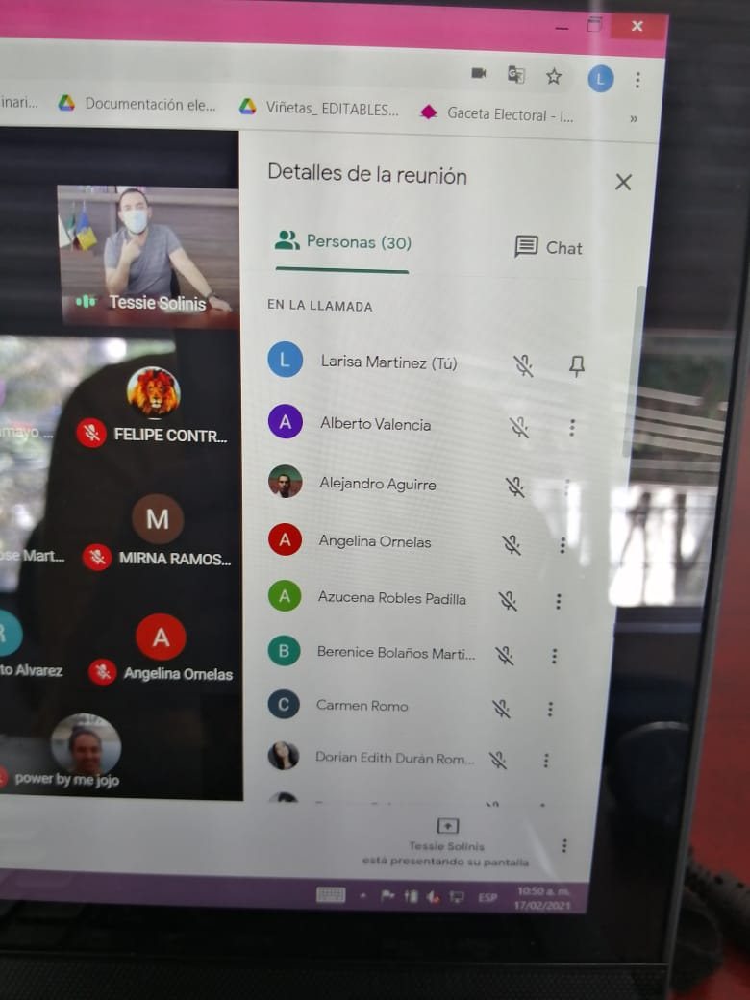 L
inari...
Documentación ele...
Viñetas_ EDITABLES...
Gaceta Electoral - I...
»
Detalles de la reunión
Personas (30)
Chat
Tessie Solinis
EN LA LLAMADA
L
Larisa Martinez (Tú)
A
Alberto Valencia
mayo ...
FELIPE CONTR...
Alejandro Aguirre
M
ose Mart...
MIRNA RAMOS...
A
Angelina Ornelas
A
Azucena Robles Padilla
R
to Alvarez
A
Angelina Ornelas
B
Berenice Bolaños Marti...
C
Carmen Romo
Dorian Edith Durán Rom...
power by me jojo
Tessie Solinis
está presentando su pantalla
ESP
10:50 a. m.
17/02/2021